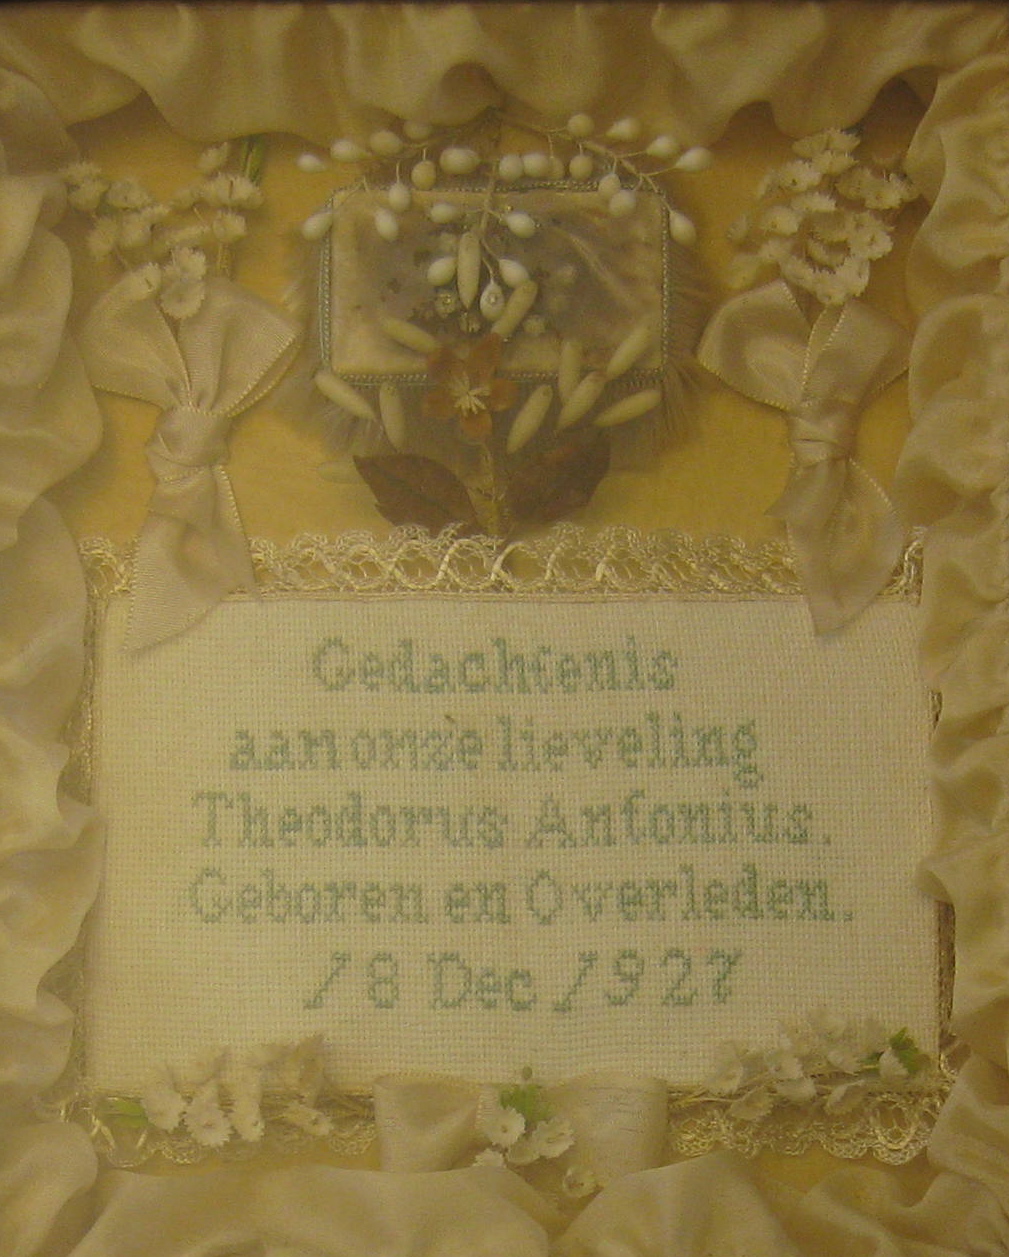 Gedachtenis
aan onze lieveling
Theodorus Antonius.
Geboren en Overleden.
18 Dec 1927